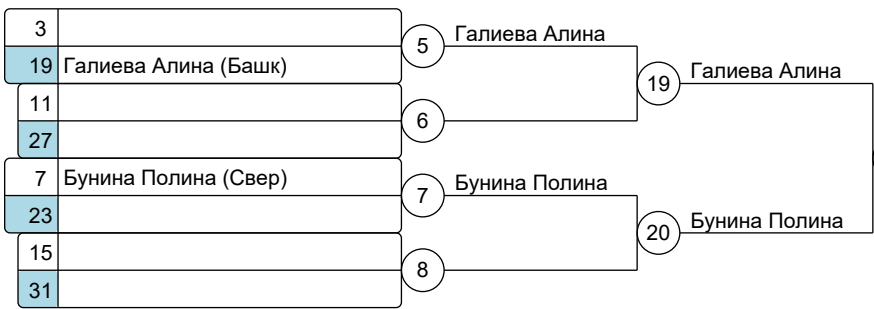 3
19 Галиева Алина (Башк)
11
27
7 Бунина Полина (Свер)
23
15
31
5 Галиева Алина
6
7 Бунина Полина
8
19 Галиева Алина
20 Бунина Полина